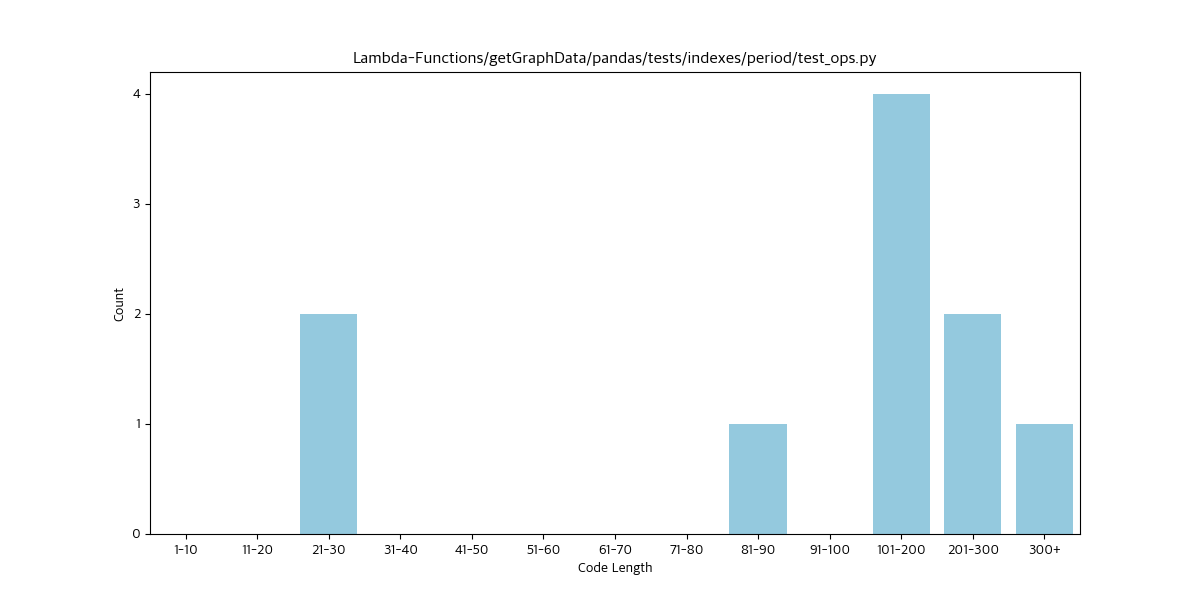 Lambda-Functions/getGraphData/pandas/tests/indexes/period/test_ops.py
4
3
2
1
0
Count
1-10 11-20 21-30 31-40 41-50 51-60 61-70 71-80 81-90 91-100 101-200 201-300 300+
Code Length